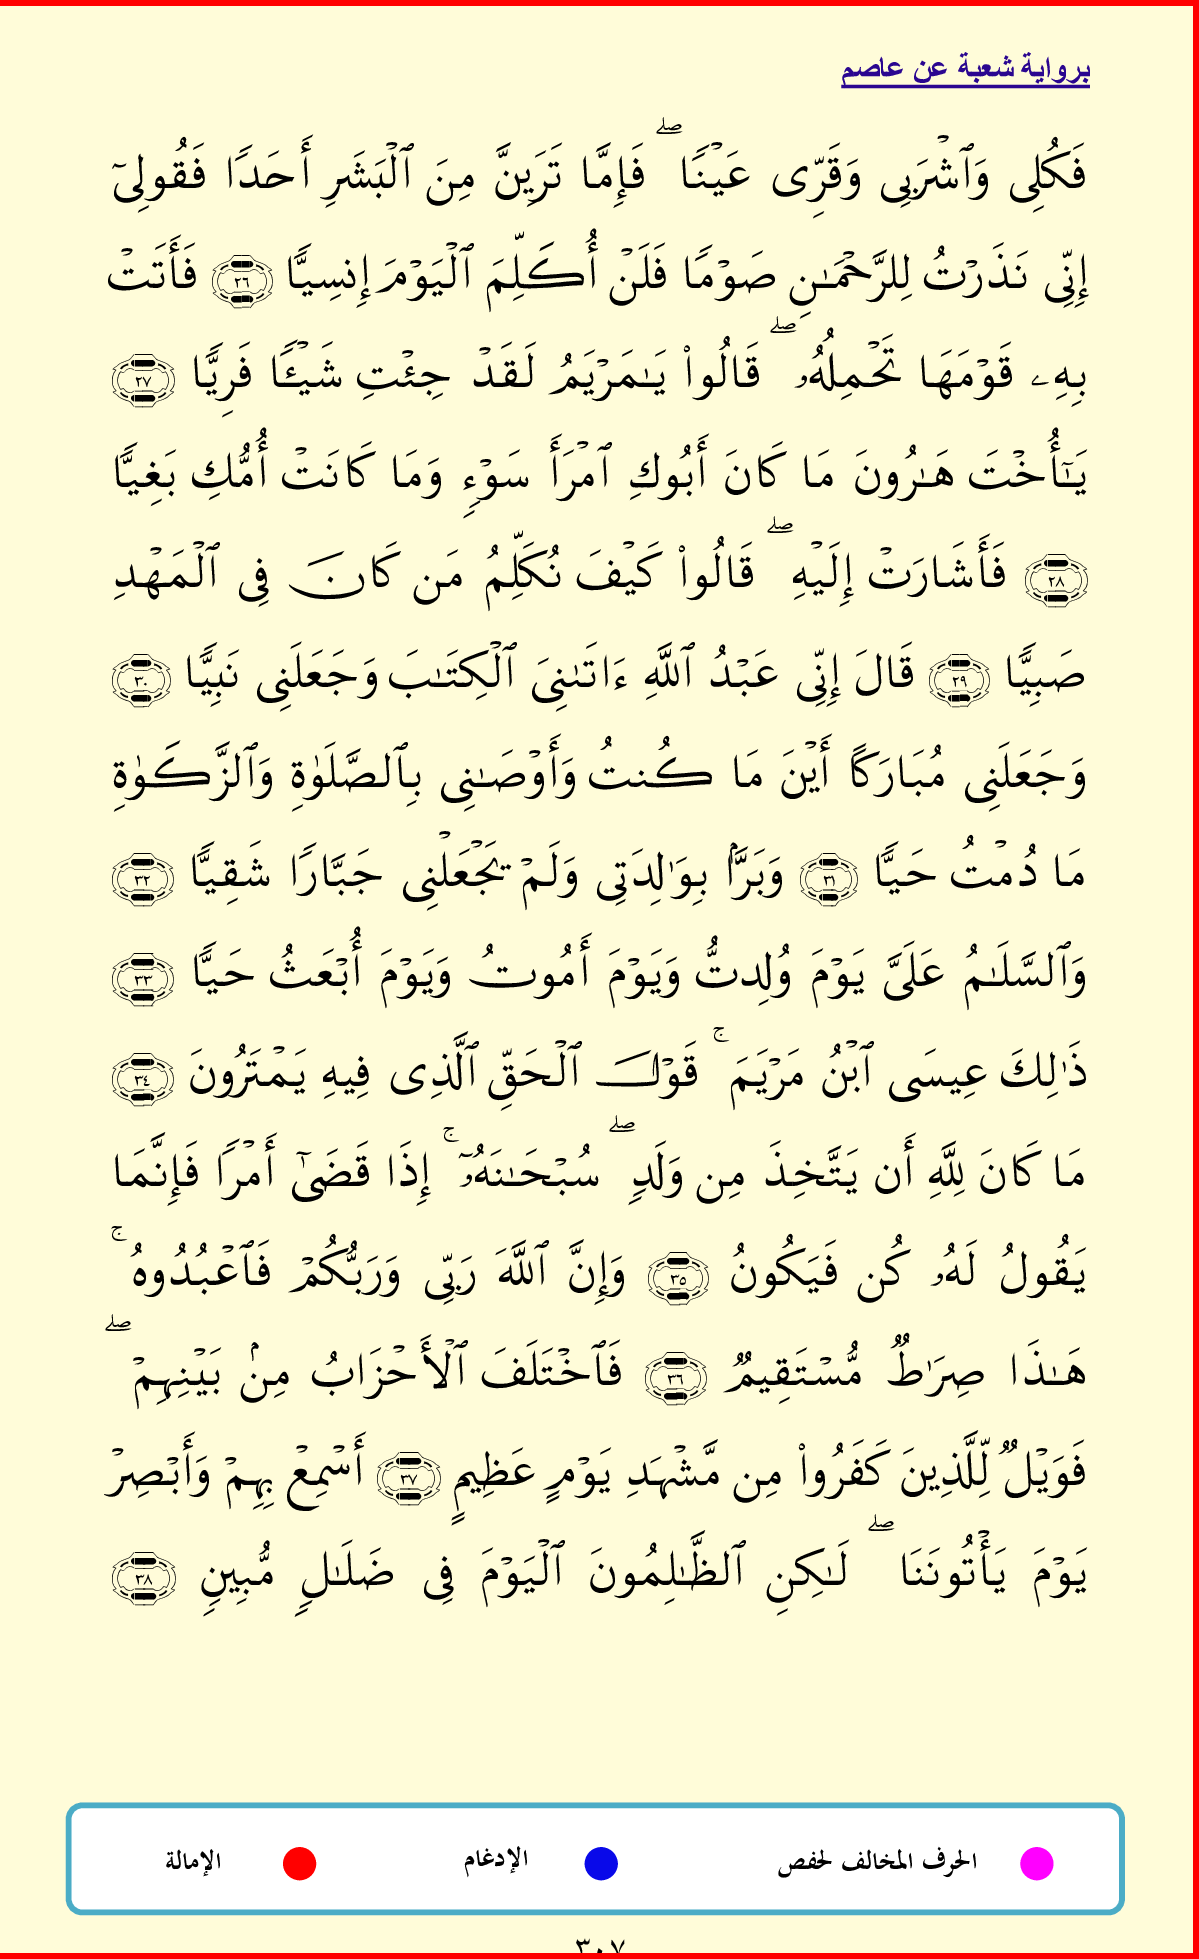 برواية شعبة عن عاصم
فَكُلِى وَٱشْرَبِى وَقَرِّى عَيْنًا ۖ فَإِمَّا تَرَيِنَّ مِنَ ٱلْبَشَرِ أَحَدًا فَقُولِىٓ
إِنِّى نَذَرْتُ لِلرَّحْمَـٰنِ صَوْمًا فَلَنْ أُكَلِّمَ ٱلْيَوْمَ إِنسِيًّا ٢٦ فَأَتَتْ
بِهِۦ قَوْمَهَا تَحْمِلُهُۥ ۖ قَالُوا۟ يَـٰمَرْيَمُ لَقَدْ جِئْتِ شَيْـًٔا فَرِيًّا ٢٧
يَـٰٓأُخْتَ هَـٰرُونَ مَا كَانَ أَبُوكِ ٱمْرَأَ سَوْءٍ وَمَا كَانَتْ أُمُّكِ بَغِيًّا
٢٨ فَأَشَارَتْ إِلَيْهِ ۖ قَالُوا۟ كَيْفَ نُكَلِّمُ مَن كَانَ فِى ٱلْمَهْدِ
صَبِيًّا ٢٩ قَالَ إِنِّى عَبْدُ ٱللَّهِ ءَاتَىٰنِىَ ٱلْكِتَـٰبَ وَجَعَلَنِى نَبِيًّا ٣٠
وَجَعَلَنِى مُبَارَكًا أَيْنَ مَا كُنتُ وَأَوْصَـٰنِى بِٱلصَّلَوٰةِ وَٱلزَّكَوٰةِ
مَا دُمْتُ حَيًّا ٣١ وَبَرًّۢا بِوَٰلِدَتِى وَلَمْ يَجْعَلْنِى جَبَّارًا شَقِيًّا ٣٢
وَٱلسَّلَـٰمُ عَلَىَّ يَوْمَ وُلِدتُّ وَيَوْمَ أَمُوتُ وَيَوْمَ أُبْعَثُ حَيًّا ٣٣
ذَٰلِكَ عِيسَى ٱبْنُ مَرْيَمَ ۚ قَوْلُ ٱلْحَقِّ ٱلَّذِى فِيهِ يَمْتَرُونَ ٣٤
مَا كَانَ لِلَّهِ أَن يَتَّخِذَ مِن وَلَدٍ ۖ سُبْحَـٰنَهُۥٓ ۚ إِذَا قَضَىٰٓ أَمْرًا فَإِنَّمَا
يَقُولُ لَهُۥ كُن فَيَكُونُ ٣٥ وَإِنَّ ٱللَّهَ رَبِّى وَرَبُّكُمْ فَٱعْبُدُوهُ ۚ
هَـٰذَا صِرَٰطٌ مُّسْتَقِيمٌ ٣٦ فَٱخْتَلَفَ ٱلْأَحْزَابُ مِنۢ بَيْنِهِمْ ۖ
فَوَيْلٌ لِّلَّذِينَ كَفَرُوا۟ مِن مَّشْهَدِ يَوْمٍ عَظِيمٍ ٣٧ أَسْمِعْ بِهِمْ وَأَبْصِرْ
يَوْمَ يَأْتُونَنَا ۖ لَـٰكِنِ ٱلظَّـٰلِمُونَ ٱلْيَوْمَ فِى ضَلَـٰلٍ مُّبِينٍ ٣٨
الحرف المخالف لحفص الإدغام الإمالة
٣٠٧